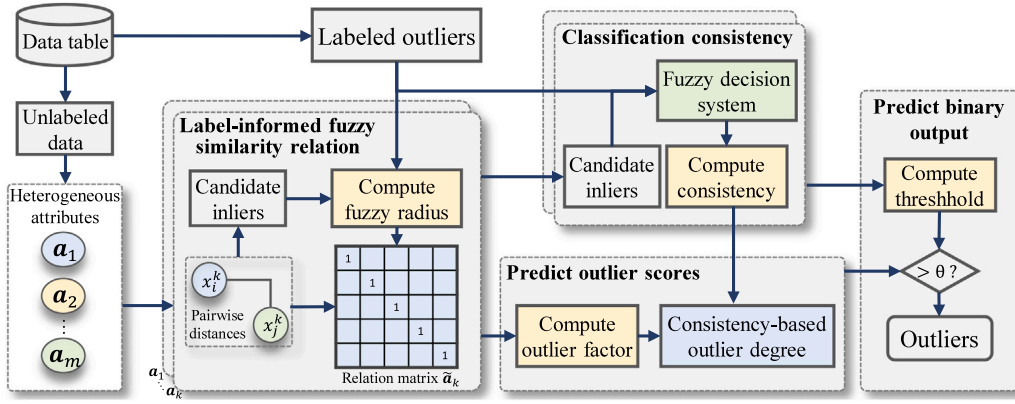 Data table
Labeled outliers
Unlabeled
data
Heterogeneous
attributes
a1
a2
⋮
am
Label-informed fuzzy
similarity relation
Candidate
inliers
Compute
fuzzy radius
x_i^k
x_j^k
Pairwise
distances
1
1
1
1
1
Relation matrix ã_k
a1
⋱
ak
Classification consistency
Fuzzy decision
system
Candidate
inliers
Compute
consistency
Predict outlier scores
Compute
outlier factor
Consistency-based
outlier degree
Predict binary
output
Compute
threshhold
> θ ?
Outliers